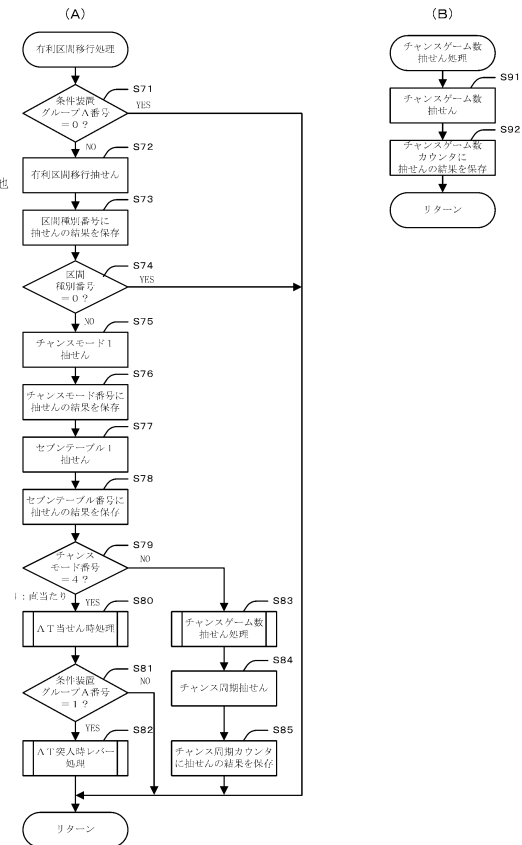 (A)
有利区間移行処理
S71
条件装置
グループA番号
=0?
YES
NO
S72
有利区間移行抽せん
他
S73
区間種別番号に
抽せんの結果を保存
S74
区間
種別番号
=0?
YES
NO
S75
チャンスモード1
抽せん
S76
チャンスモード番号に
抽せんの結果を保存
S77
セブンテーブル1
抽せん
S78
セブンテーブル番号に
抽せんの結果を保存
S79
チャンス
モード番号
=4?
NO
:直当たり
YES
S80
AT当せん時処理
S81
条件装置
グループA番号
=1?
NO
YES
S82
AT突入時レバー
処理
リターン
S83
チャンスゲーム数
抽せん処理
S84
チャンス周期抽せん
S85
チャンス周期カウンタ
に抽せんの結果を保存
(B)
チャンスゲーム数
抽せん処理
S91
チャンスゲーム数
抽せん
S92
チャンスゲーム数
カウンタに
抽せんの結果を保存
リターン